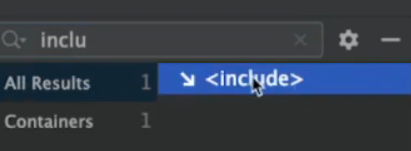 inclu
All Results 1
<include>
Containers 1